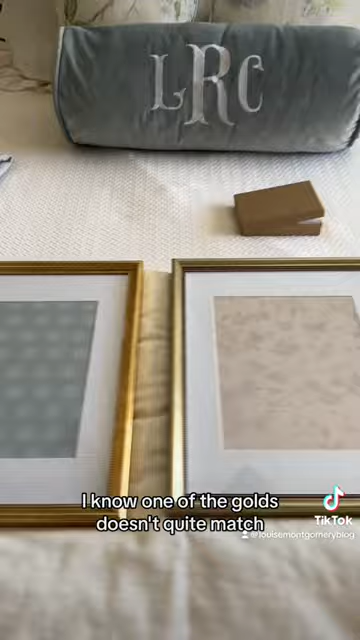 LRC
I know one of the golds
doesn't quite match
TikTok
@louisemontgomeryblog